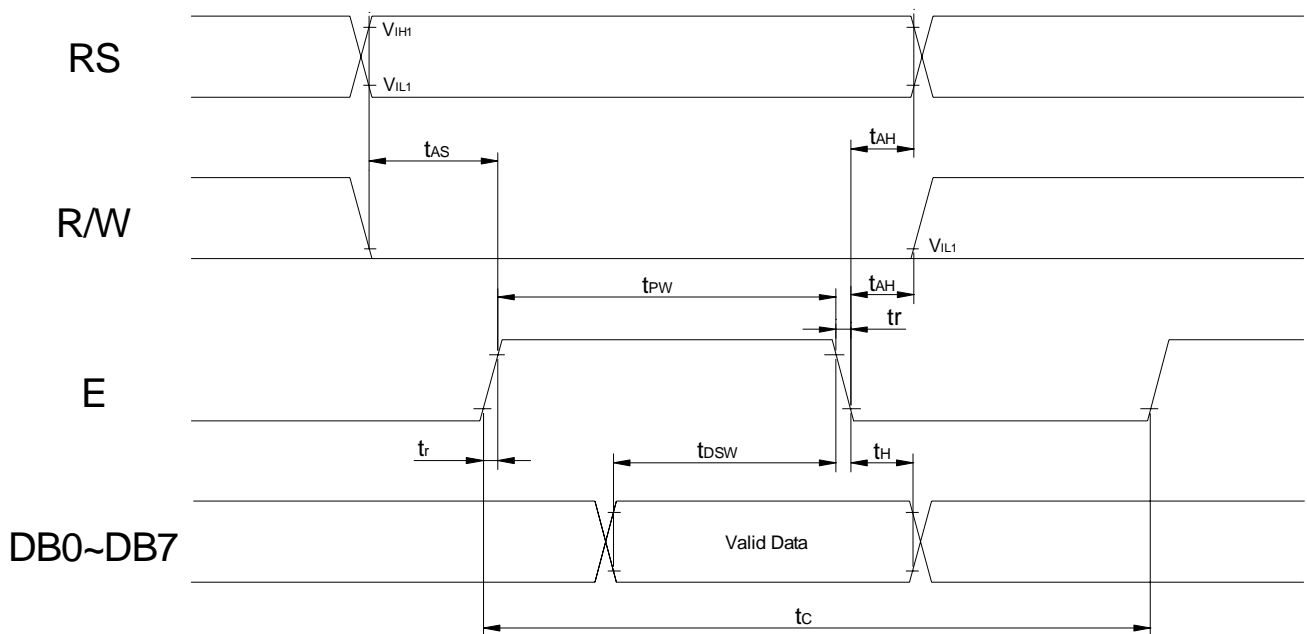 RS
VIH1
VIL1
tAS
tAH
R/W
VIL1
tPW
tAH
tr
E
tr
tDSW
tH
DB0~DB7
Valid Data
tC